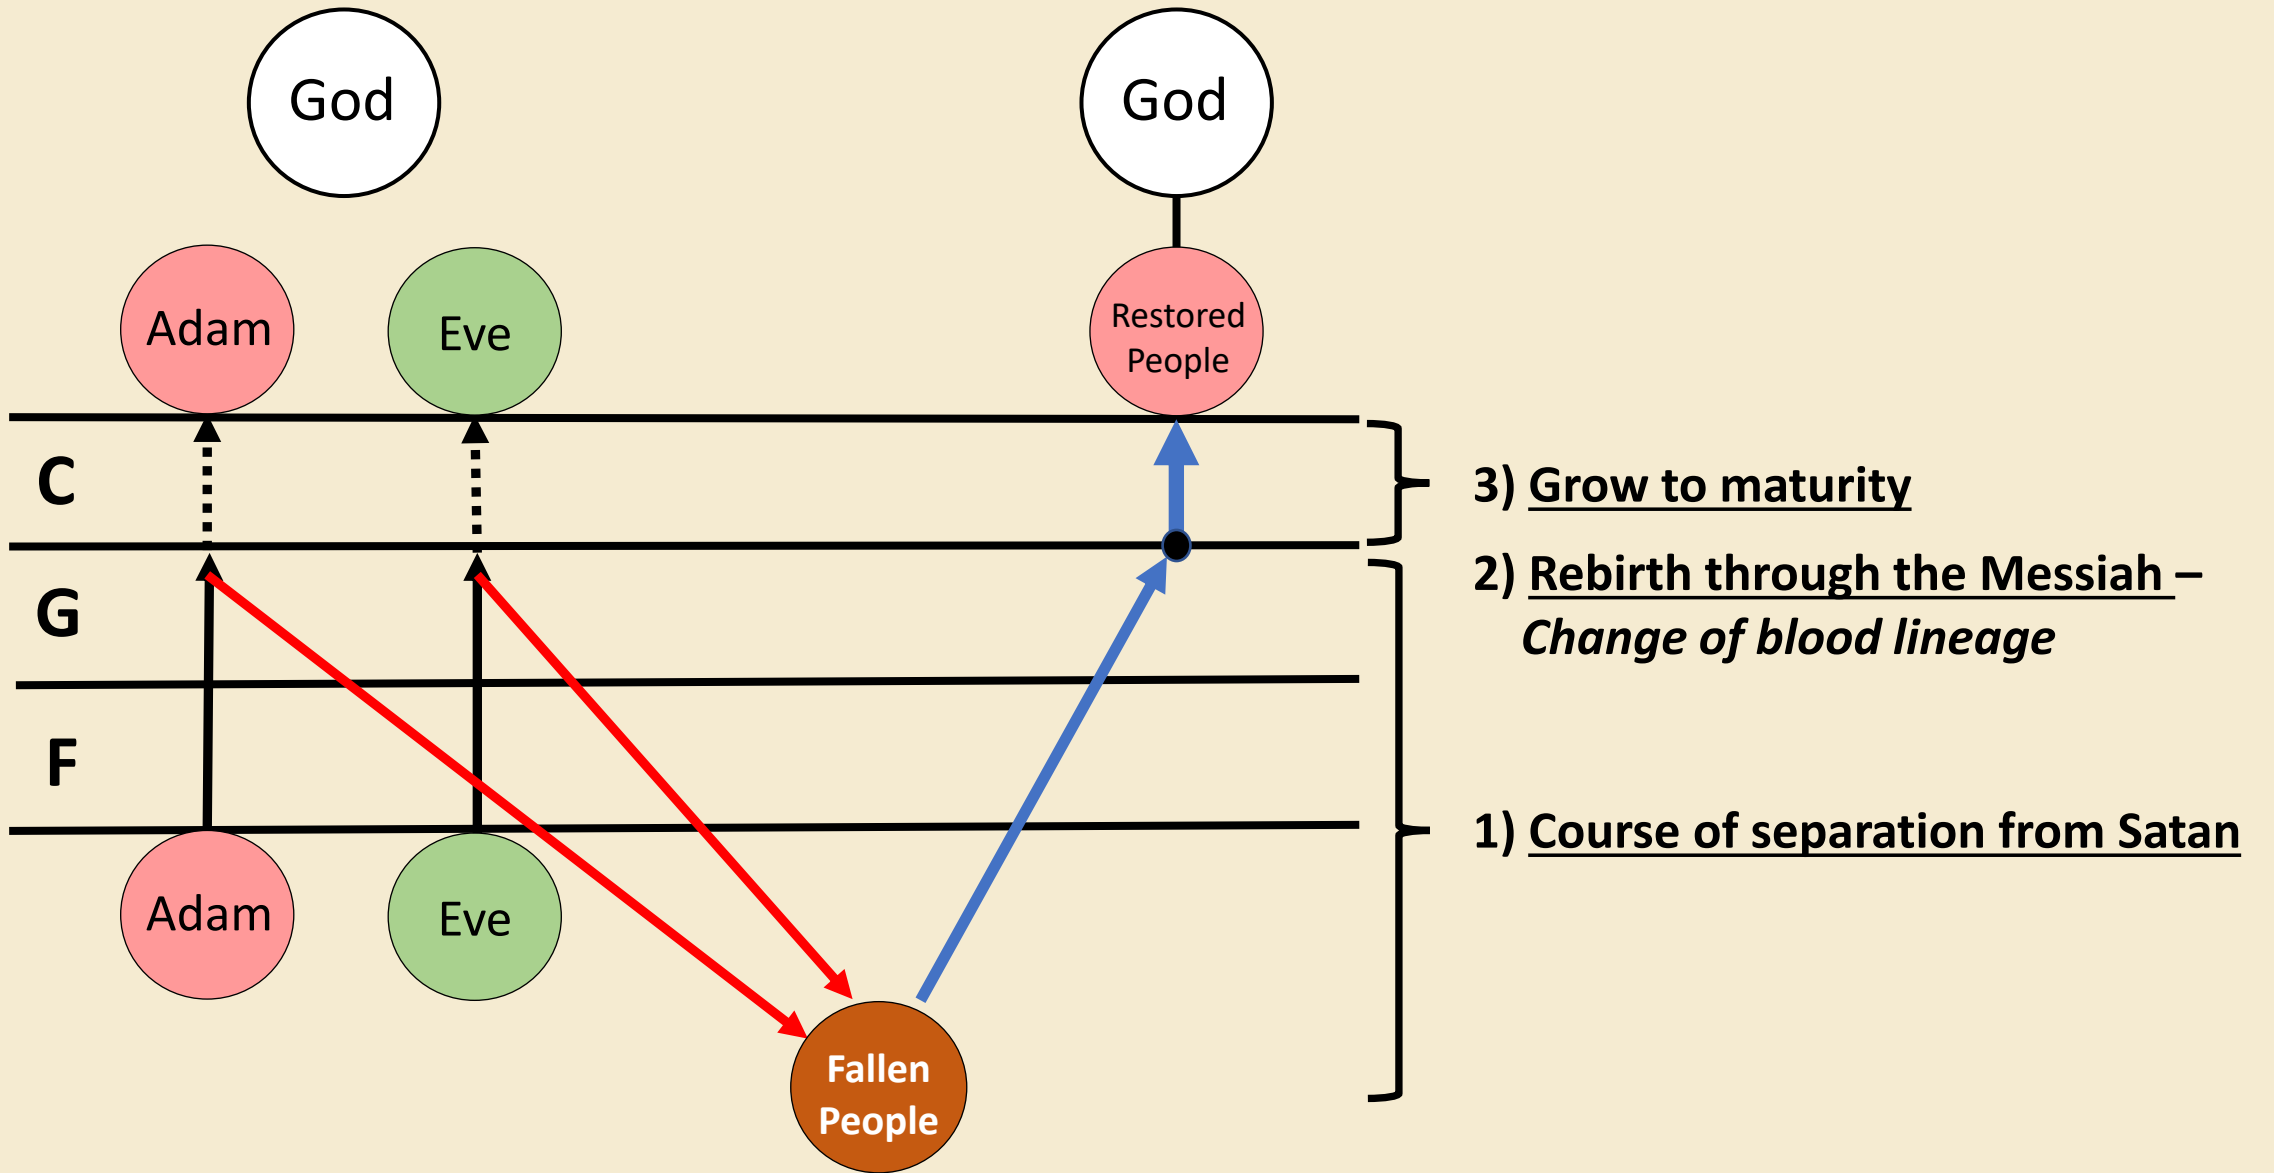 God
God
Adam
Eve
Restored
People
C
3) Grow to maturity
G
2) Rebirth through the Messiah –
Change of blood lineage
F
1) Course of separation from Satan
Adam
Eve
Fallen
People